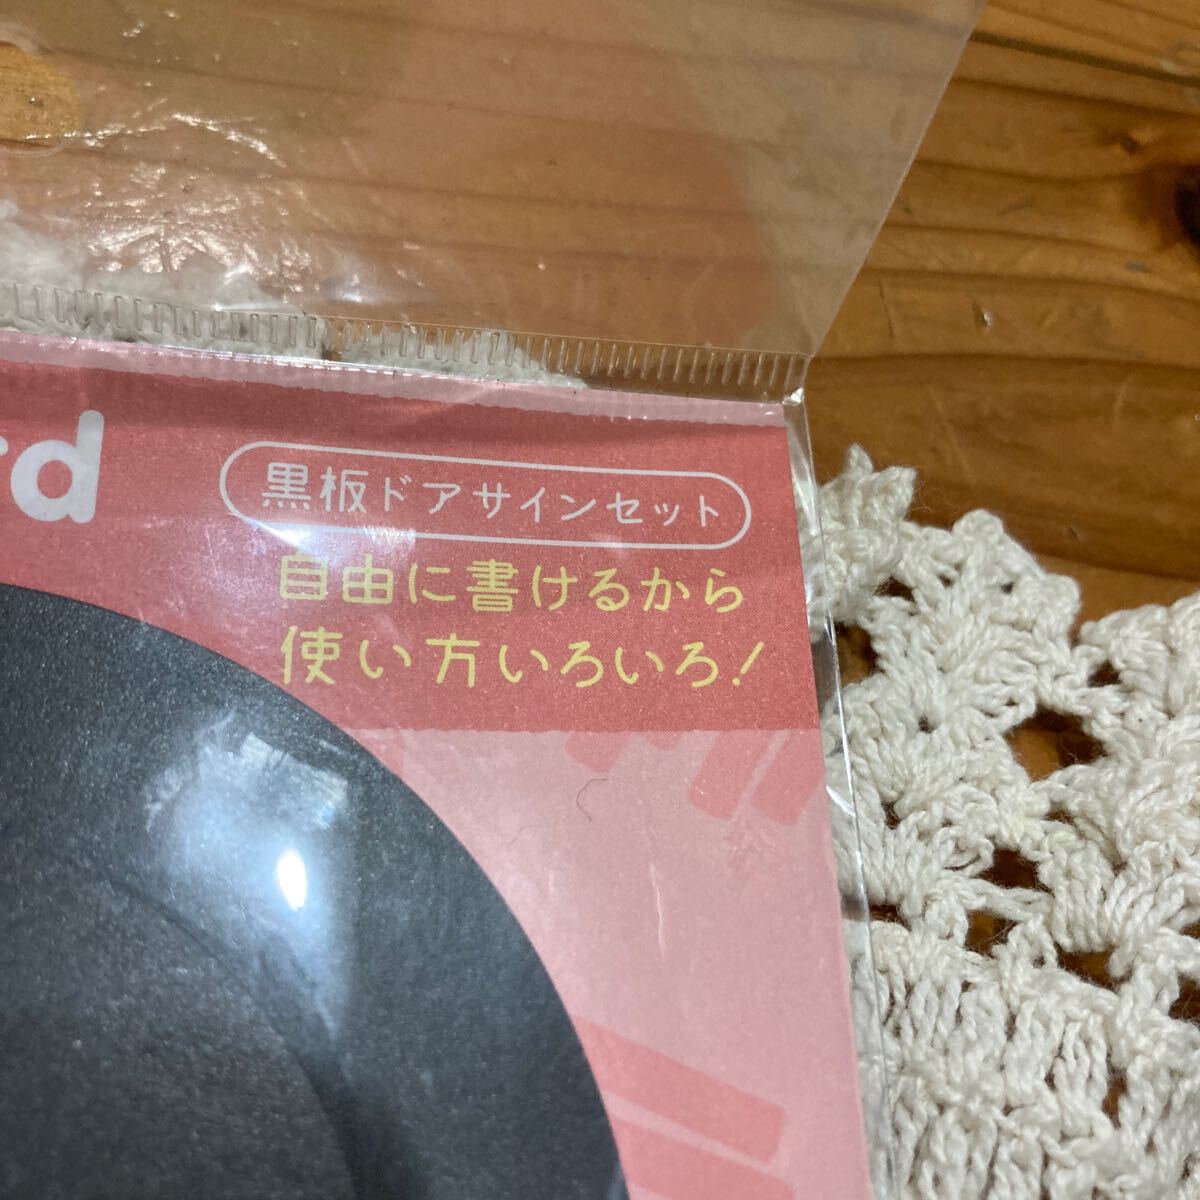 rd
黒板ドアサインセット
自由に書けるから
使い方いろいろ！